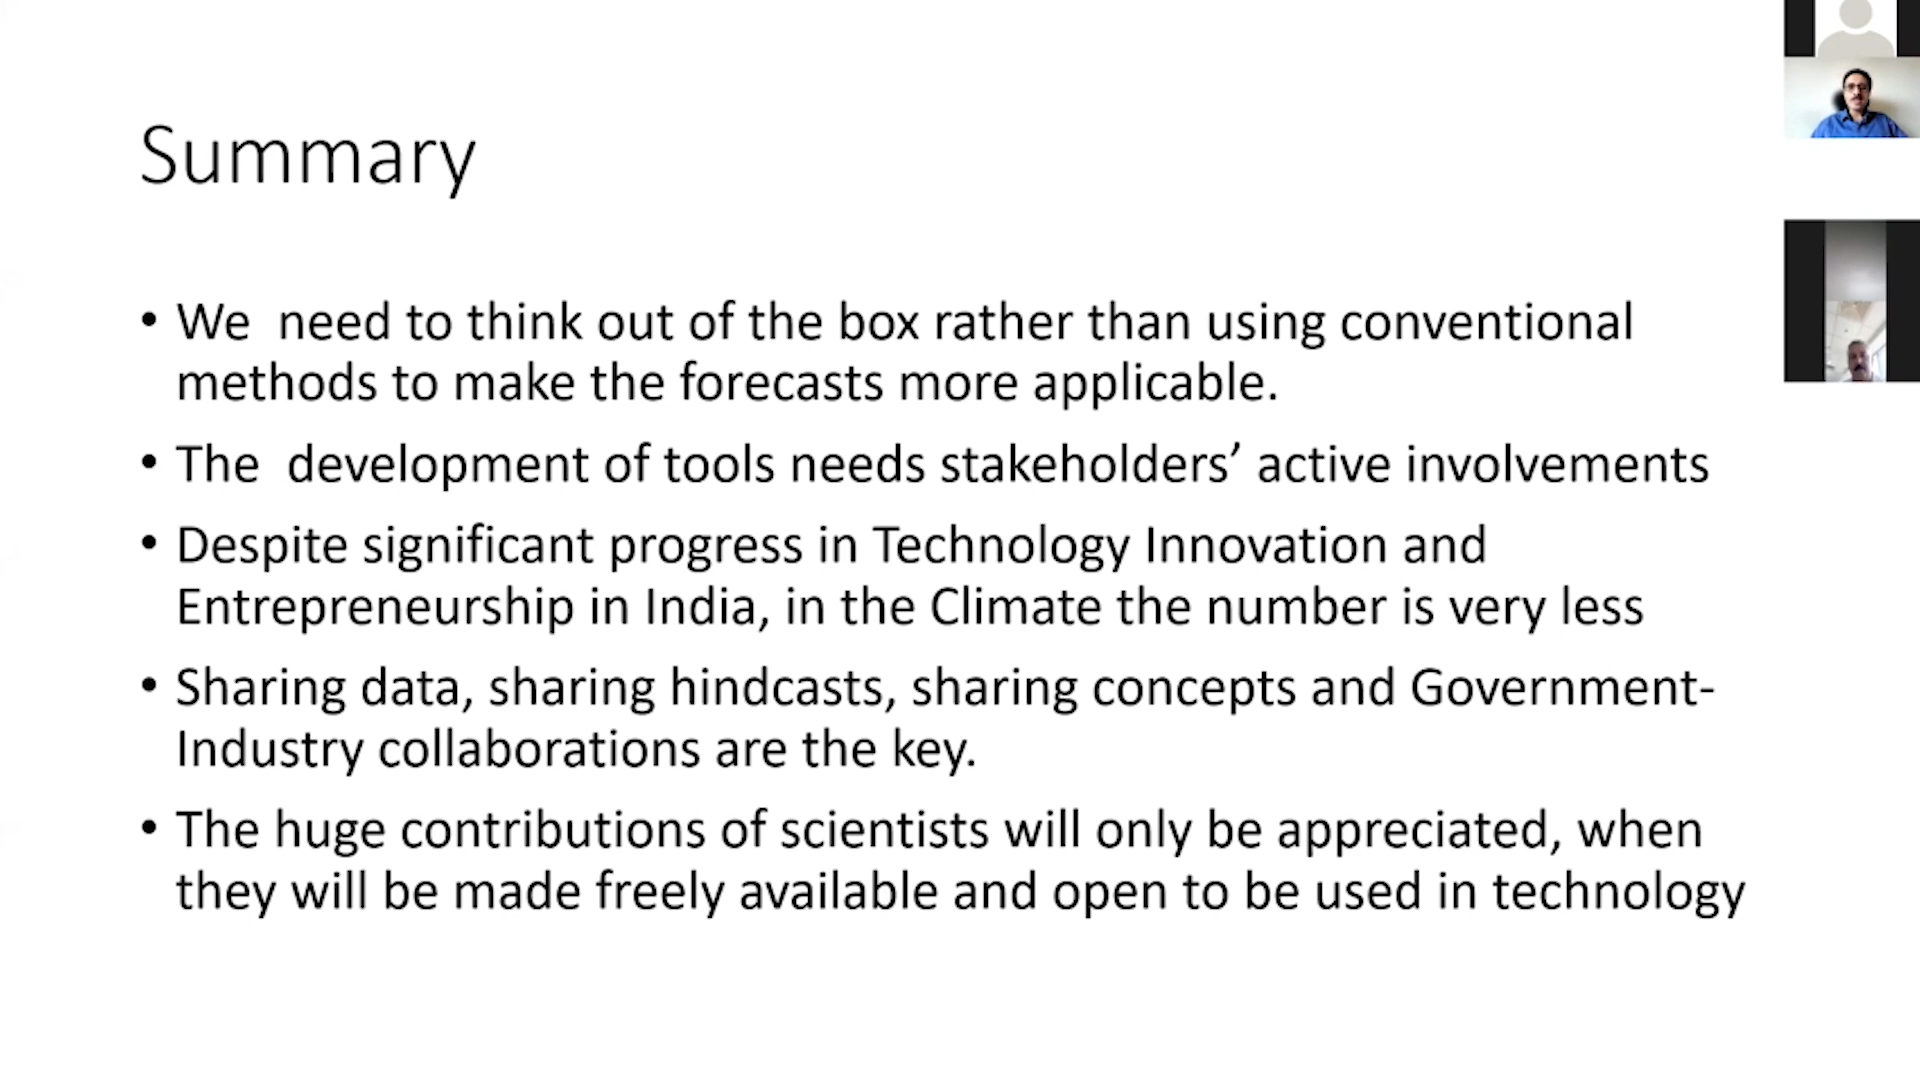 Summary
• We  need to think out of the box rather than using conventional
methods to make the forecasts more applicable.
• The  development of tools needs stakeholders’ active involvements
• Despite significant progress in Technology Innovation and
Entrepreneurship in India, in the Climate the number is very less
• Sharing data, sharing hindcasts, sharing concepts and Government-
Industry collaborations are the key.
• The huge contributions of scientists will only be appreciated, when
they will be made freely available and open to be used in technology